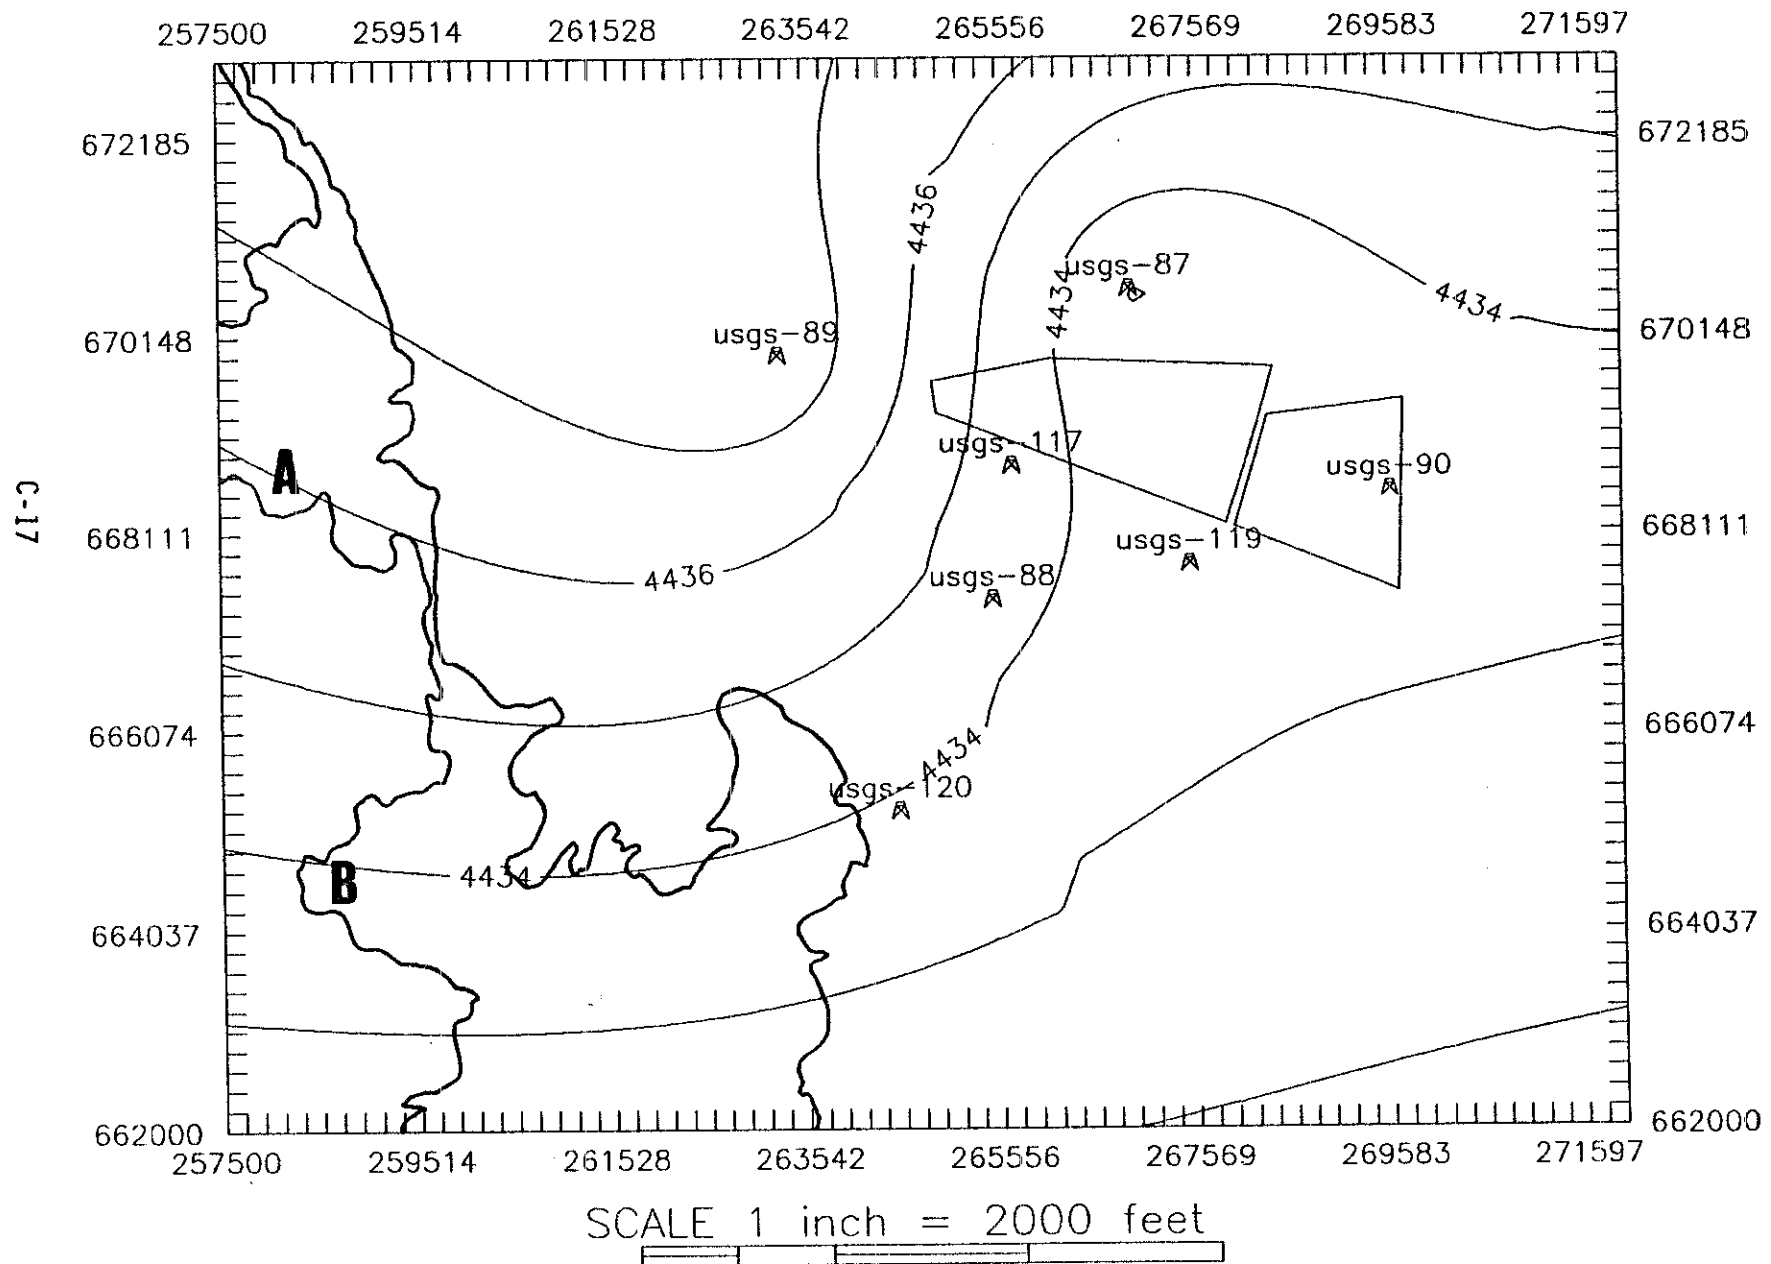 257500 259514 261528 263542 265556 267569 269583 271597
672185
672185
4436
usgs-87
4434
4434
usgs-89
670148
670148
usgs-117
usgs-90
A
C-17
668111
668111
usgs-119
4436
usgs-88
666074
666074
4434
usgs-120
4434
B
664037
664037
662000
662000
257500 259514 261528 263542 265556 267569 269583 271597
SCALE 1 inch = 2000 feet